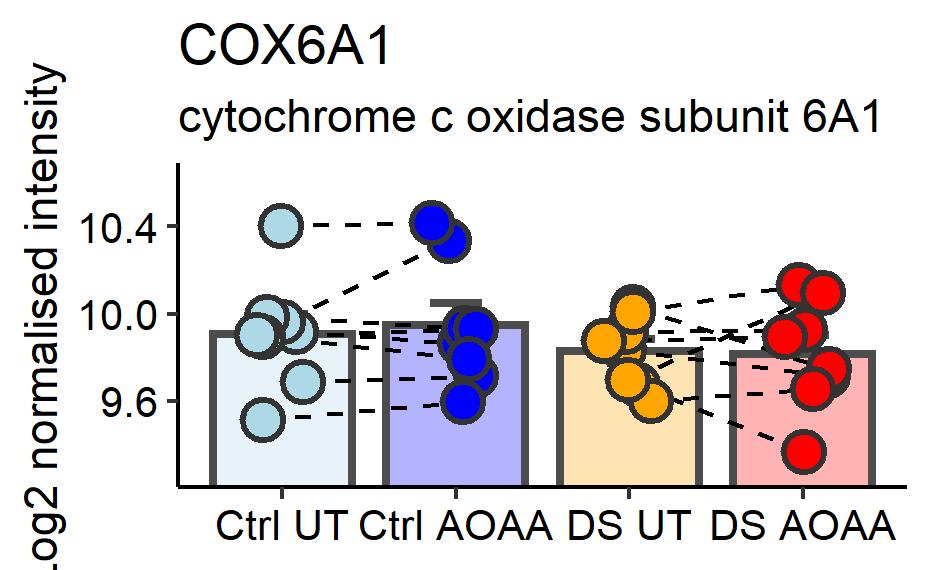 COX6A1
cytochrome c oxidase subunit 6A1
Log2 normalised intensity
10.4
10.0
9.6
Ctrl UT
Ctrl AOAA
DS UT
DS AOAA